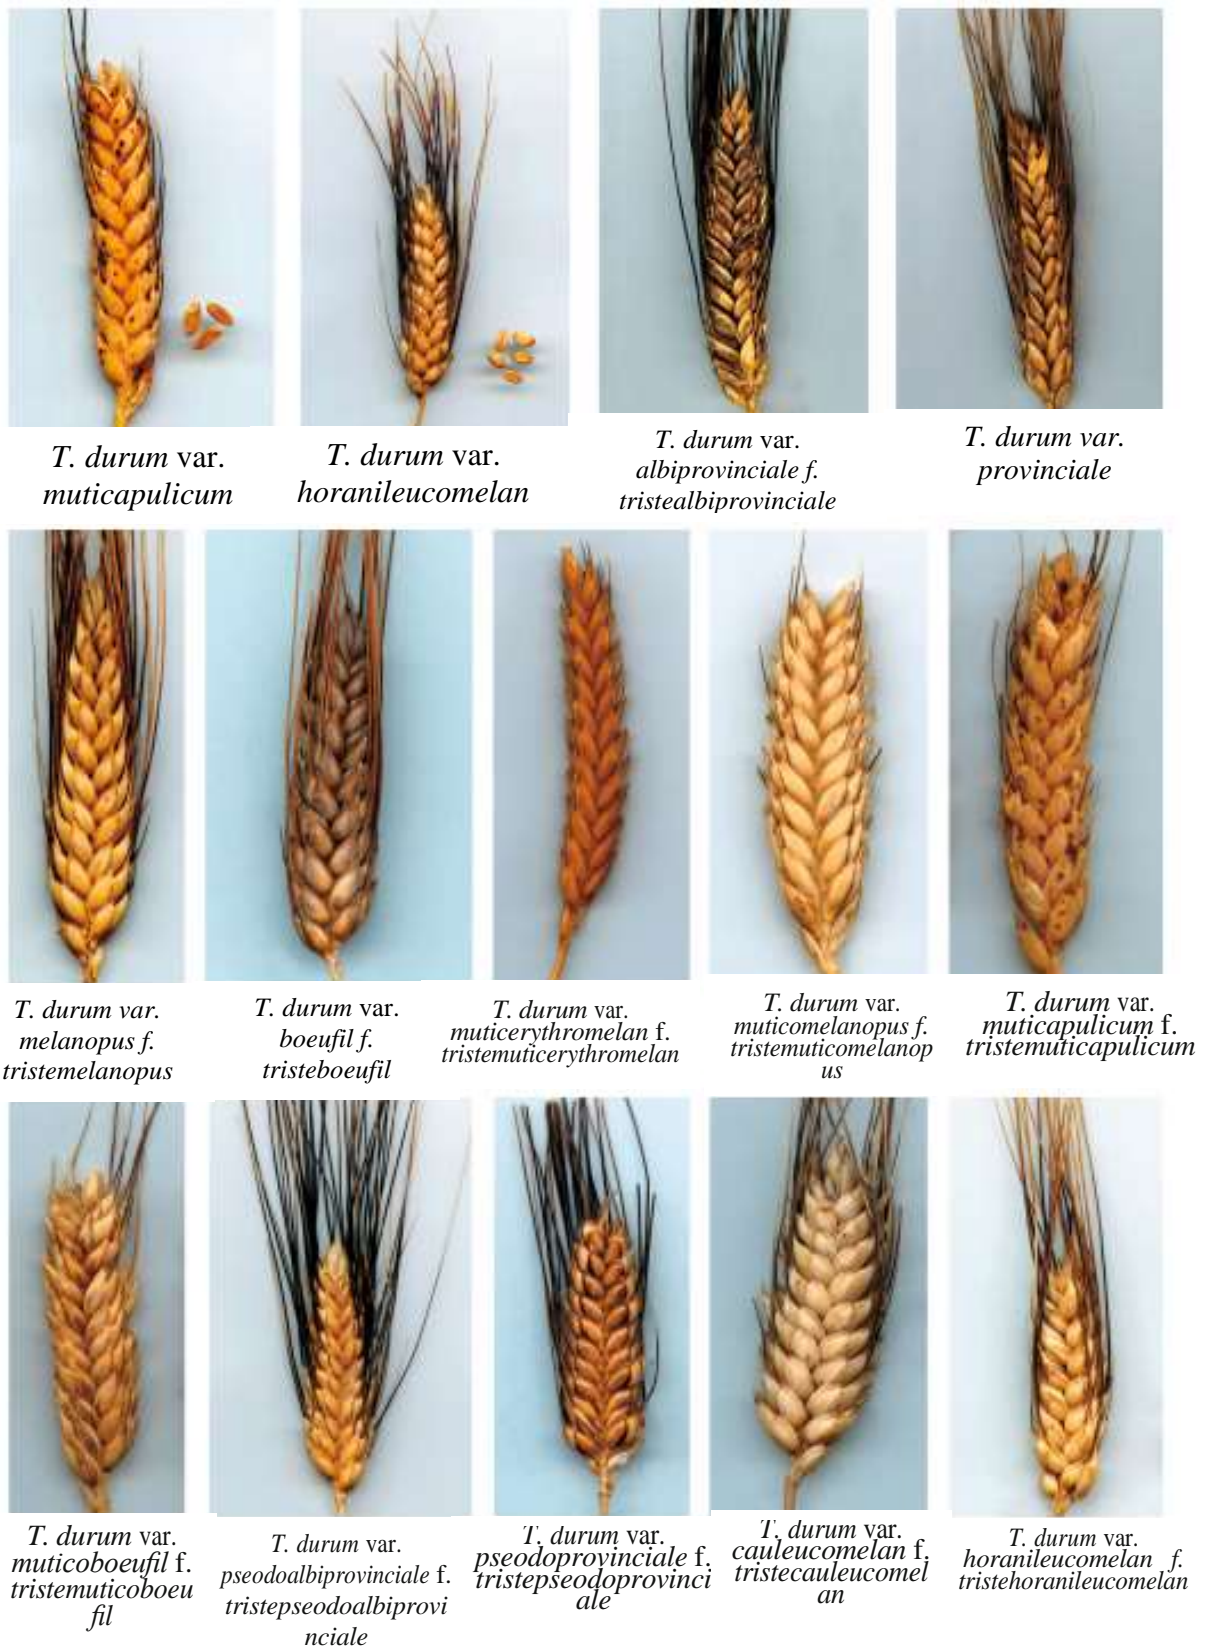 T. durum var.
muticapulicum
T. durum var.
horanileucomelan
T. durum var.
albiprovinciale f.
tristealbiprovinciale
T. durum var.
provinciale
T. durum var.
melanopus f.
tristemelanopus
T. durum var.
boeufil f.
tristeboeufil
T. durum var.
muticerythromelan f.
tristemuticerythromelan
T. durum var.
muticomelanopus f.
tristemuticomelanop
us
T. durum var.
muticapulicum f.
tristemuticapulicum
T. durum var.
muticoboeufil f.
tristemuticoboeu
fil
T. durum var.
pseodoalbiprovinciale f.
tristepseodoalbiprovi
nciale
T. durum var.
pseodoprovinciale f.
tristepseodoprovinci
ale
T. durum var.
cauleucomelan f.
tristecauleucomel
an
T. durum var.
horanileucomelan f.
tristehoranileucomelan